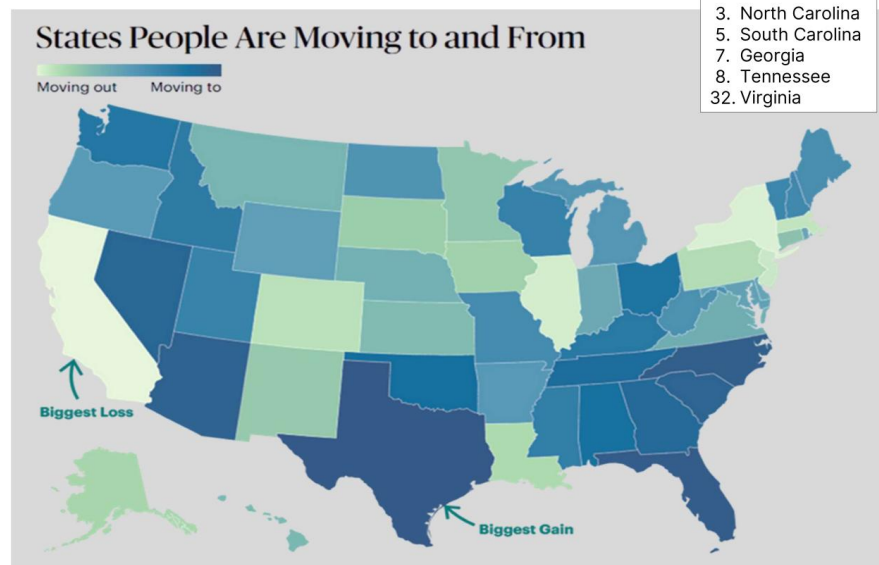 3. North Carolina
5. South Carolina
7. Georgia
8. Tennessee
32. Virginia
States People Are Moving to and From
Moving out Moving to
Biggest Loss
Biggest Gain